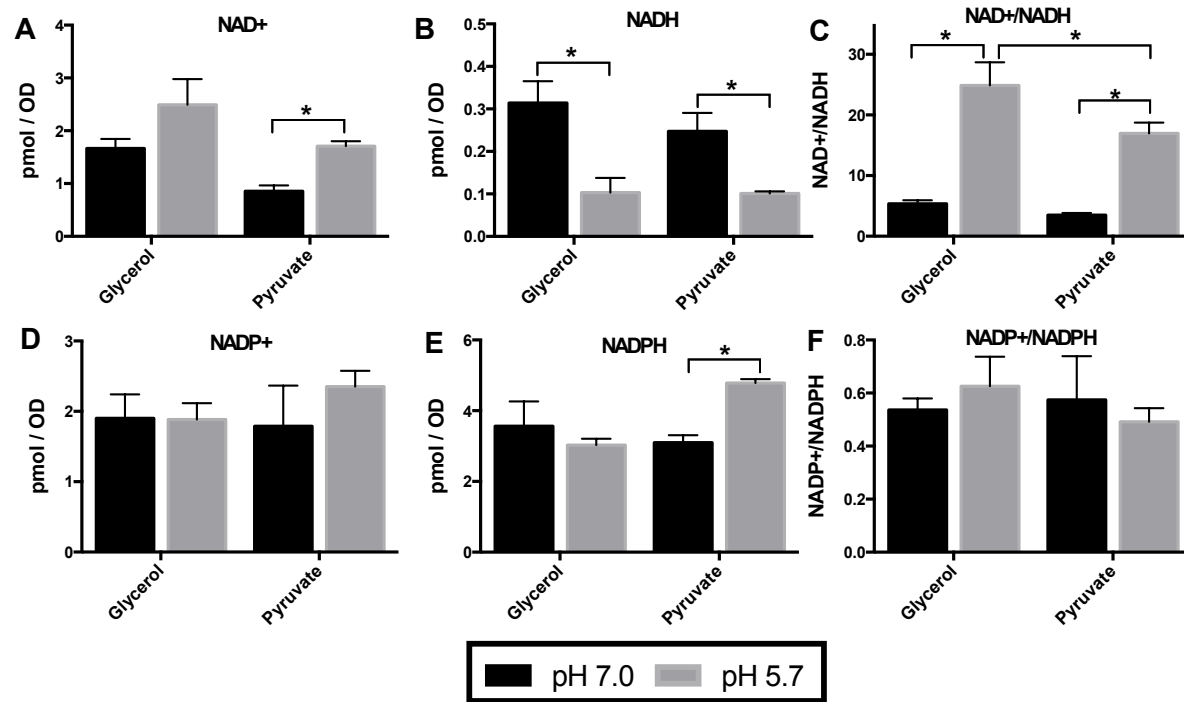 A
NAD+
pmol / OD
4
3
2
1
0
*
Glycerol
Pyruvate
B
NADH
pmol / OD
0.5
0.4
0.3
0.2
0.1
0.0
*
*
Glycerol
Pyruvate
C
NAD+/NADH
NAD+/NADH
30
20
10
0
*
*
*
Glycerol
Pyruvate
D
NADP+
pmol / OD
3
2
1
0
Glycerol
Pyruvate
E
NADPH
pmol / OD
6
4
2
0
*
Glycerol
Pyruvate
F
NADP+/NADPH
NADP+/NADPH
0.8
0.6
0.4
0.2
0.0
Glycerol
Pyruvate
pH 7.0
pH 5.7